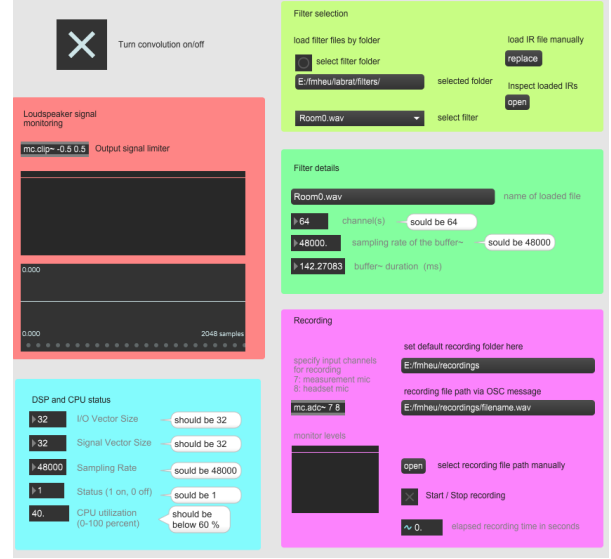 Turn convolution on/off
Loudspeaker signal
monitoring
mc.clip~ -0.5 0.5 Output signal limiter
0.000
0.000 2048 samples
DSP and CPU status
32 I/O Vector Size should be 32
32 Signal Vector Size should be 32
48000 Sampling Rate sould be 48000
1 Status (1 on, 0 off) sould be 1
40. CPU utilization
(0-100 percent) should be
below 60 %
Filter selection
load filter files by folder load IR file manually
select filter folder replace
E:/fmheu/labrat/filters/ selected folder Inspect loaded IRs
open
Room0.wav select filter
Filter details
Room0.wav name of loaded file
64 channel(s) sould be 64
48000. sampling rate of the buffer~ sould be 48000
142.27083 buffer~ duration (ms)
Recording
set default recording folder here
specify input channels
for recording
7: measurement mic
8: headset mic
E:/fmheu/recordings
recording file path via OSC message
mc.adc~ 7 8 E:/fmheu/recordings/filename.wav
monitor levels
open select recording file path manually
Start / Stop recording
0. elapsed recording time in seconds